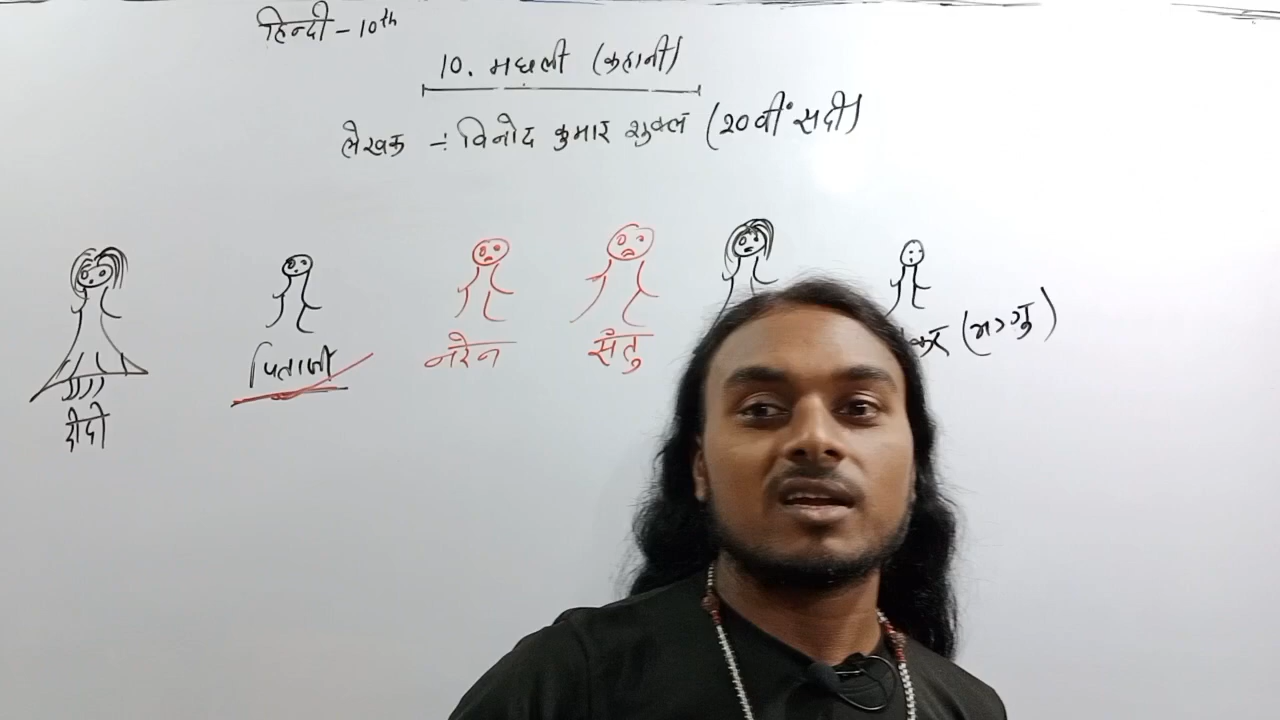 हिन्दी - 10th
10. मछली (कहानी)
लेखक ÷ विनोद कुमार शुक्ल (20वीं सदी)
दीदी
पिताजी
नरेन
संतु